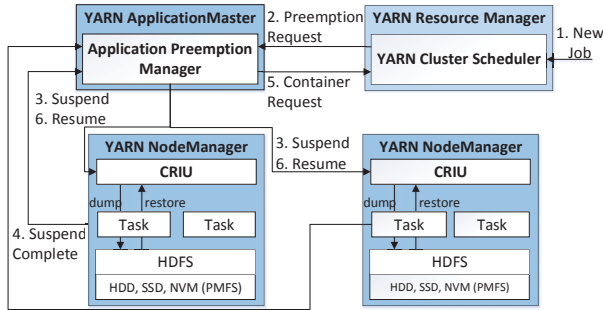 YARN ApplicationMaster
Application Preemption
Manager
2. Preemption
Request
5. Container
Request
YARN Resource Manager
YARN Cluster Scheduler
1. New
Job
3. Suspend
6. Resume
YARN NodeManager
CRIU
dump
restore
Task
Task
4. Suspend
Complete
HDFS
HDD, SSD, NVM (PMFS)
3. Suspend
6. Resume
YARN NodeManager
CRIU
dump
restore
Task
Task
HDFS
HDD, SSD, NVM (PMFS)